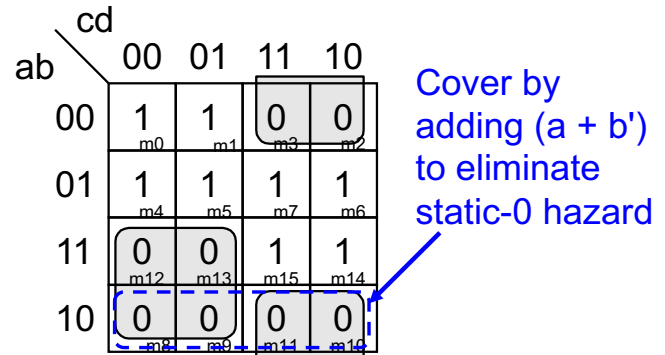 cd
ab
00 01 11 10
00 1 1 0 0
m0 m1 m3 m2
01 1 1 1 1
m4 m5 m7 m6
11 0 0 1 1
m12 m13 m15 m14
10 0 0 0 0
m8 m9 m11 m10
Cover by
adding (a + b')
to eliminate
static-0 hazard